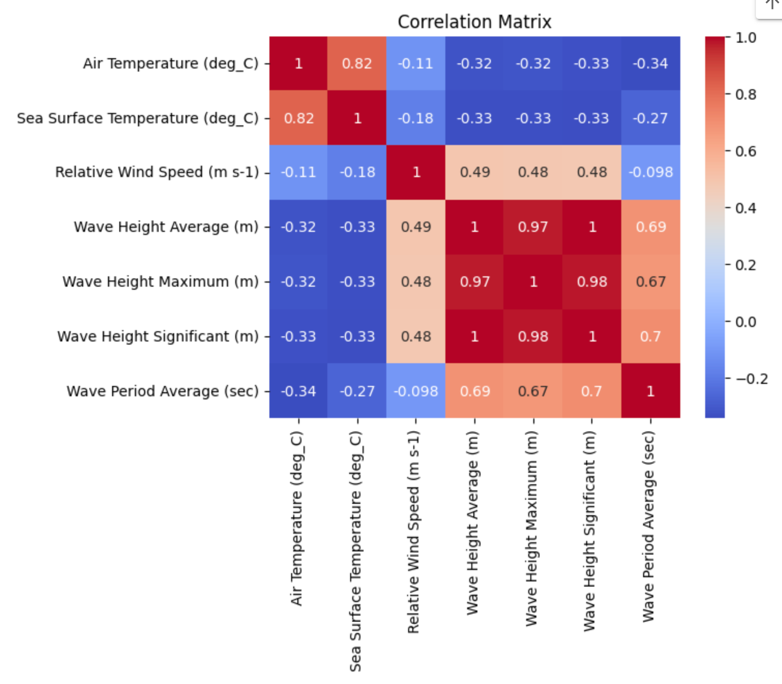 Correlation Matrix
Air Temperature (deg_C) 1 0.82 -0.11 -0.32 -0.32 -0.33 -0.34
Sea Surface Temperature (deg_C) 0.82 1 -0.18 -0.33 -0.33 -0.33 -0.27
Relative Wind Speed (m s-1) -0.11 -0.18 1 0.49 0.48 0.48 -0.098
Wave Height Average (m) -0.32 -0.33 0.49 1 0.97 1 0.69
Wave Height Maximum (m) -0.32 -0.33 0.48 0.97 1 0.98 0.67
Wave Height Significant (m) -0.33 -0.33 0.48 1 0.98 1 0.7
Wave Period Average (sec) -0.34 -0.27 -0.098 0.69 0.67 0.7 1
Air Temperature (deg_C)
Sea Surface Temperature (deg_C)
Relative Wind Speed (m s-1)
Wave Height Average (m)
Wave Height Maximum (m)
Wave Height Significant (m)
Wave Period Average (sec)
1.0
0.8
0.6
0.4
0.2
0.0
−0.2